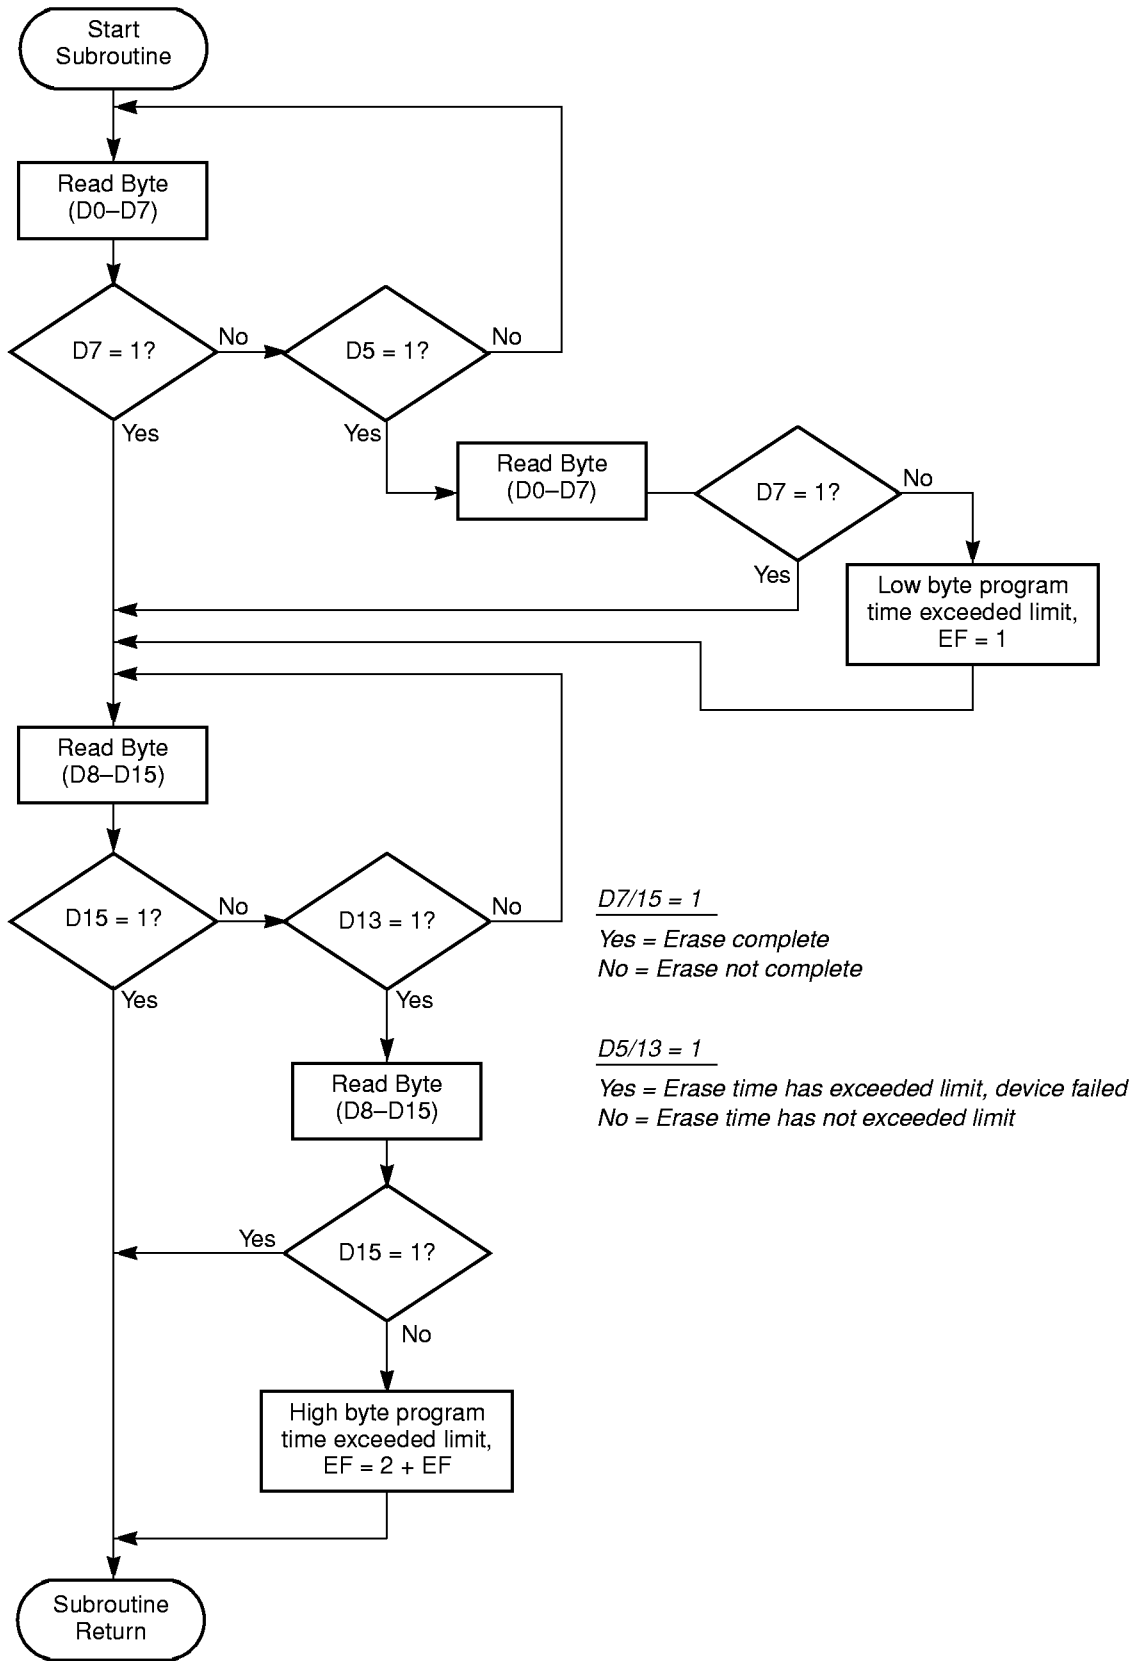 Start
Subroutine
Read Byte
(D0–D7)
D7 = 1?
No
D5 = 1?
No
Yes
Yes
Read Byte
(D0–D7)
D7 = 1?
No
Yes
Low byte program
time exceeded limit,
EF = 1
Read Byte
(D8–D15)
D15 = 1?
No
D13 = 1?
No
Yes
Yes
D7/15 = 1
Yes = Erase complete
No = Erase not complete
D5/13 = 1
Yes = Erase time has exceeded limit, device failed
No = Erase time has not exceeded limit
Read Byte
(D8–D15)
Yes
D15 = 1?
No
High byte program
time exceeded limit,
EF = 2 + EF
Subroutine
Return